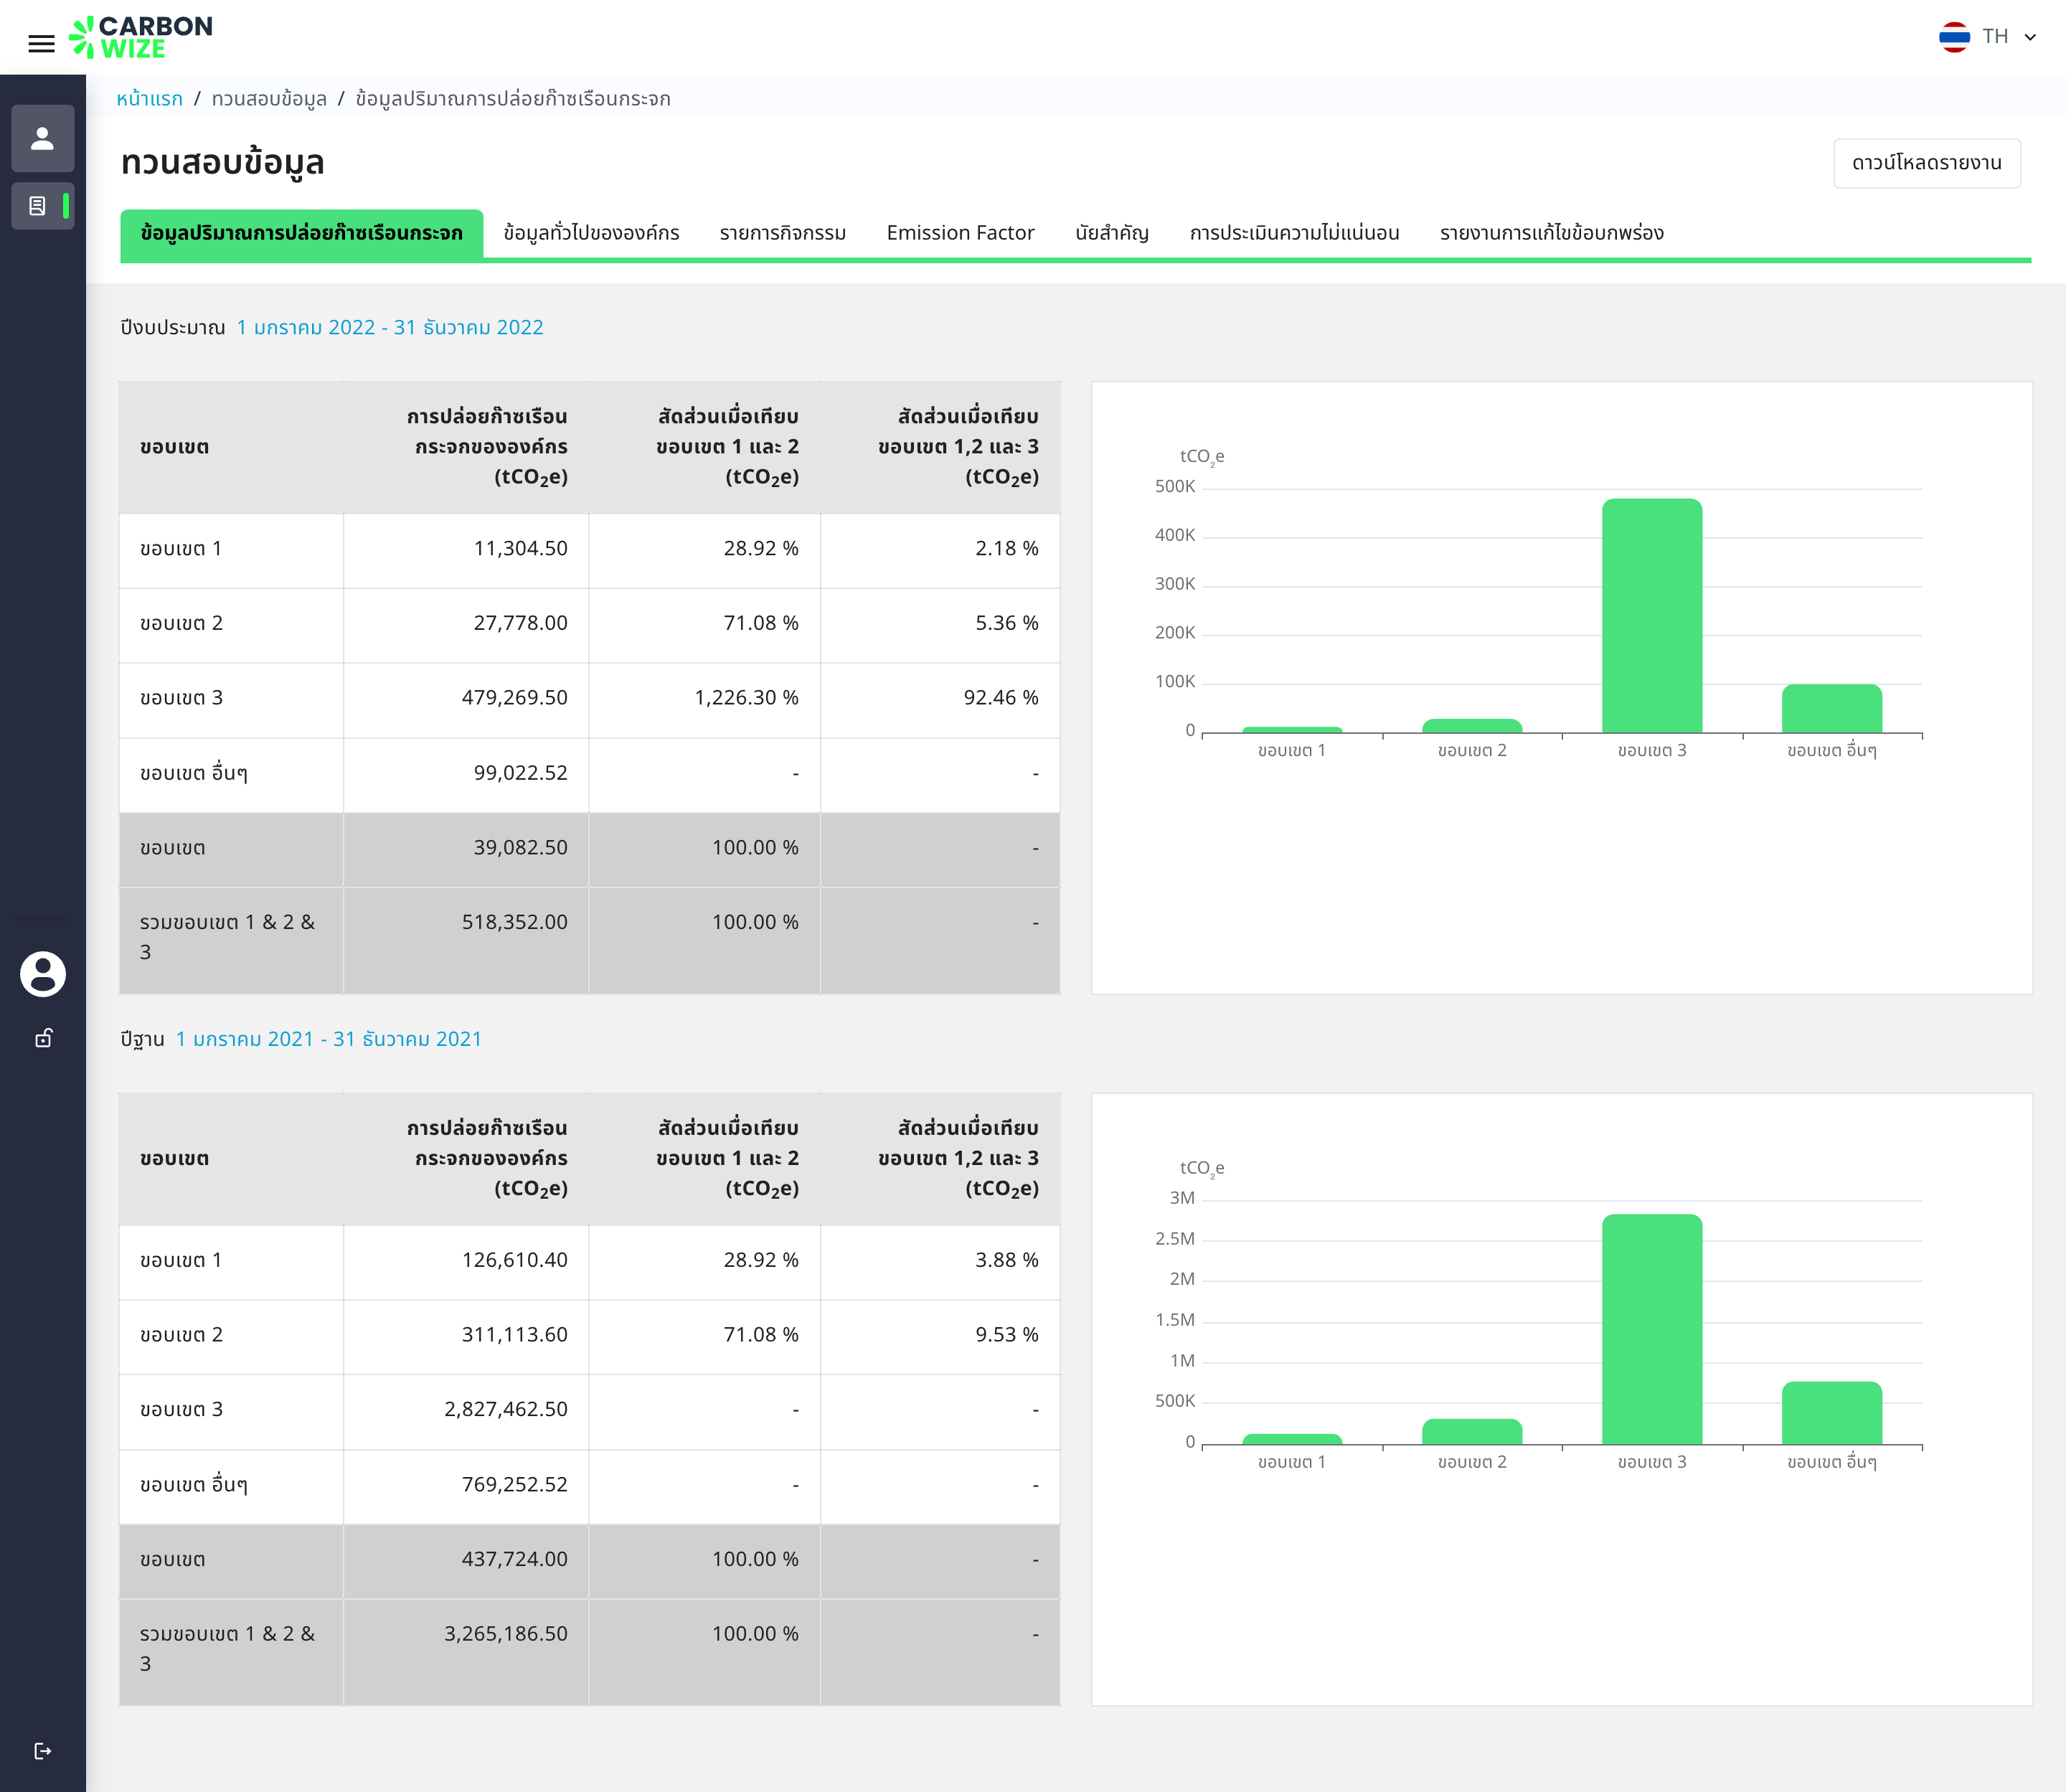 CARBON
WIZE
TH
หน้าแรก / ทวนสอบข้อมูล / ข้อมูลปริมาณการปล่อยก๊าซเรือนกระจก
ทวนสอบข้อมูล
ดาวน์โหลดรายงาน
ข้อมูลปริมาณการปล่อยก๊าซเรือนกระจก ข้อมูลทั่วไปขององค์กร รายการกิจกรรม Emission Factor นัยสำคัญ การประเมินความไม่แน่นอน รายงานการแก้ไขข้อบกพร่อง
ปีงบประมาณ 1 มกราคม 2022 - 31 ธันวาคม 2022
ขอบเขต
การปล่อยก๊าซเรือน
กระจกขององค์กร
(tCO₂e)
สัดส่วนเมื่อเทียบ
ขอบเขต 1 และ 2
(tCO₂e)
สัดส่วนเมื่อเทียบ
ขอบเขต 1,2 และ 3
(tCO₂e)
ขอบเขต 1 11,304.50 28.92 % 2.18 %
ขอบเขต 2 27,778.00 71.08 % 5.36 %
ขอบเขต 3 479,269.50 1,226.30 % 92.46 %
ขอบเขต อื่นๆ 99,022.52 - -
ขอบเขต 39,082.50 100.00 % -
รวมขอบเขต 1 & 2 & 518,352.00 100.00 % -
3
tCO₂e
500K
400K
300K
200K
100K
0
ขอบเขต 1 ขอบเขต 2 ขอบเขต 3 ขอบเขต อื่นๆ
ปีฐาน 1 มกราคม 2021 - 31 ธันวาคม 2021
ขอบเขต
การปล่อยก๊าซเรือน
กระจกขององค์กร
(tCO₂e)
สัดส่วนเมื่อเทียบ
ขอบเขต 1 และ 2
(tCO₂e)
สัดส่วนเมื่อเทียบ
ขอบเขต 1,2 และ 3
(tCO₂e)
ขอบเขต 1 126,610.40 28.92 % 3.88 %
ขอบเขต 2 311,113.60 71.08 % 9.53 %
ขอบเขต 3 2,827,462.50 - -
ขอบเขต อื่นๆ 769,252.52 - -
ขอบเขต 437,724.00 100.00 % -
รวมขอบเขต 1 & 2 & 3,265,186.50 100.00 % -
3
tCO₂e
3M
2.5M
2M
1.5M
1M
500K
0
ขอบเขต 1 ขอบเขต 2 ขอบเขต 3 ขอบเขต อื่นๆ